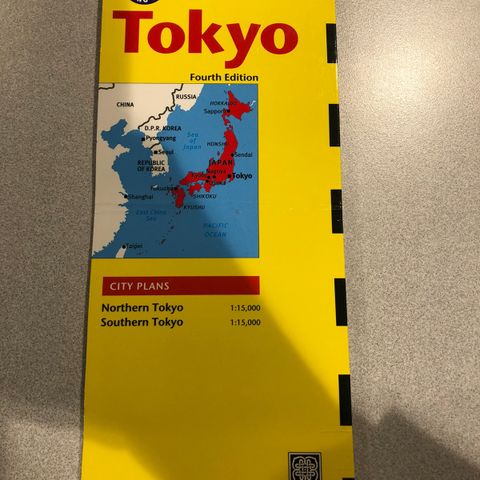 Tokyo
Fourth Edition
RUSSIA
CHINA
HOKKAIDO
Sapporo
D.P.R. KOREA
Pyongyang
Sea of Japan
HONSHU
Seoul
Sendai
REPUBLIC OF KOREA
JAPAN
Nagoya
Tokyo
Fukuoka
SHIKOKU
Shanghai
KYUSHU
East China Sea
PACIFIC OCEAN
Taipei
CITY PLANS
Northern Tokyo 1:15,000
Southern Tokyo 1:15,000